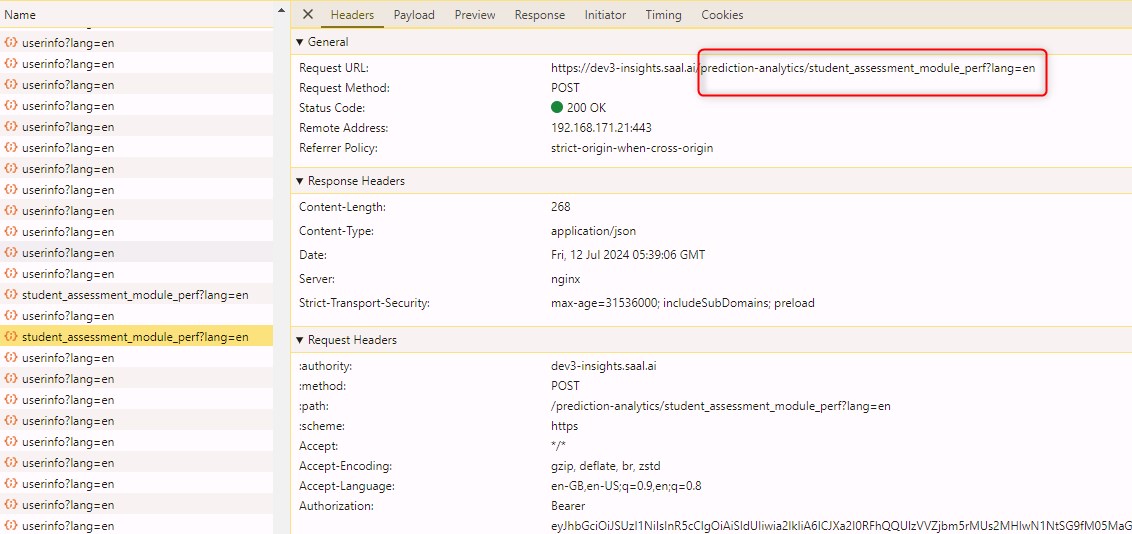 Name
userinfo?lang=en
userinfo?lang=en
userinfo?lang=en
userinfo?lang=en
userinfo?lang=en
userinfo?lang=en
userinfo?lang=en
userinfo?lang=en
userinfo?lang=en
userinfo?lang=en
userinfo?lang=en
userinfo?lang=en
student_assessment_module_perf?lang=en
userinfo?lang=en
student_assessment_module_perf?lang=en
userinfo?lang=en
userinfo?lang=en
userinfo?lang=en
userinfo?lang=en
userinfo?lang=en
userinfo?lang=en
userinfo?lang=en
userinfo?lang=en
userinfo?lang=en
Headers Payload Preview Response Initiator Timing Cookies
General
Request URL: https://dev3-insights.saal.ai/prediction-analytics/student_assessment_module_perf?lang=en
Request Method: POST
Status Code: 200 OK
Remote Address: 192.168.171.21:443
Referrer Policy: strict-origin-when-cross-origin
Response Headers
Content-Length: 268
Content-Type: application/json
Date: Fri, 12 Jul 2024 05:39:06 GMT
Server: nginx
Strict-Transport-Security: max-age=31536000; includeSubDomains; preload
Request Headers
:authority: dev3-insights.saal.ai
:method: POST
:path: /prediction-analytics/student_assessment_module_perf?lang=en
:scheme: https
Accept: */*
Accept-Encoding: gzip, deflate, br, zstd
Accept-Language: en-GB,en-US;q=0.9,en;q=0.8
Authorization: Bearer